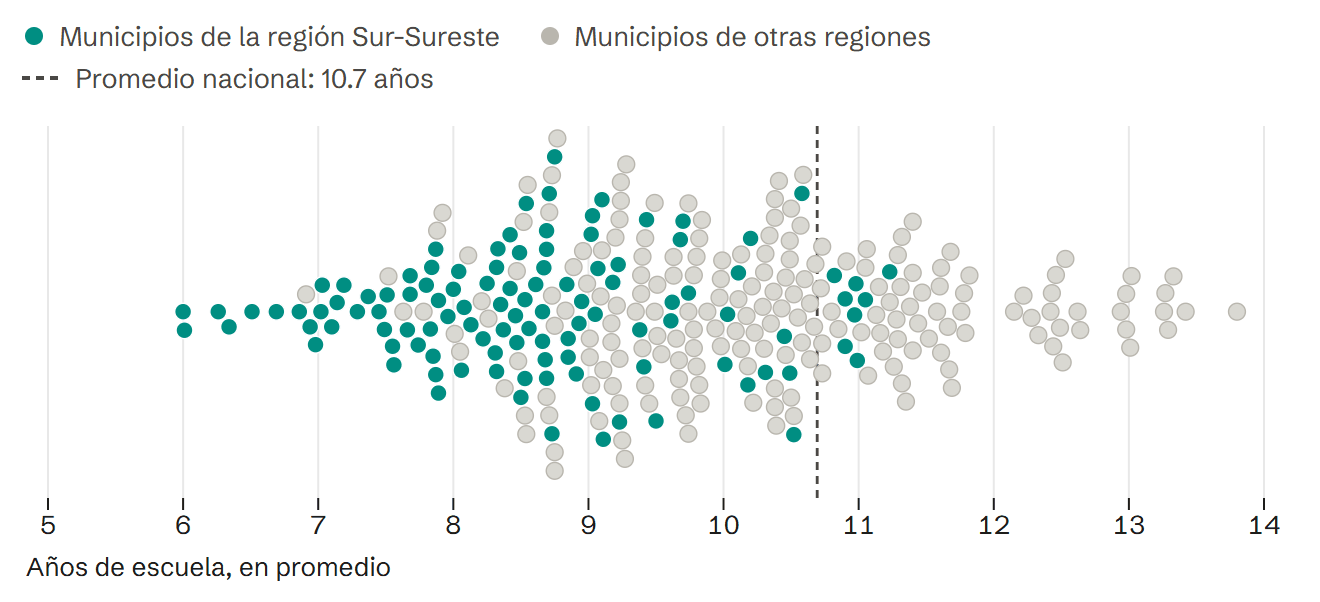 Municipios de la región Sur-Sureste Municipios de otras regiones
Promedio nacional: 10.7 años
5 6 7 8 9 10 11 12 13 14
Años de escuela, en promedio